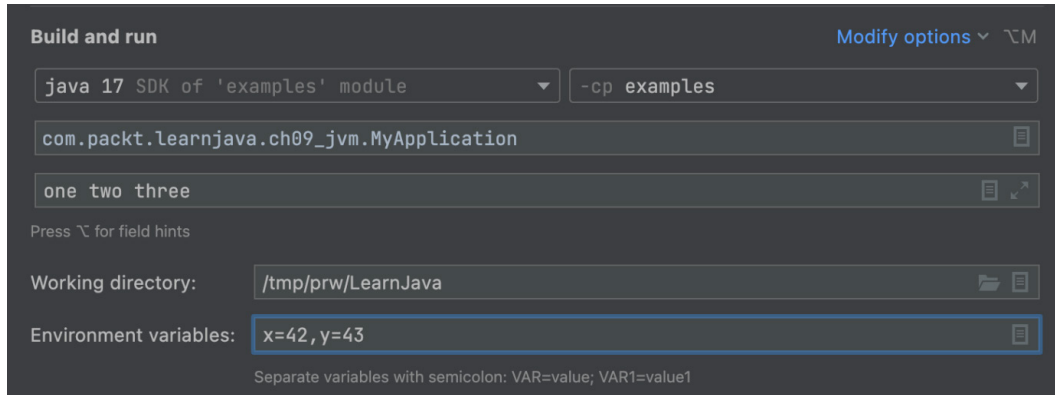 Build and run
Modify options ⌥M
java 17 SDK of 'examples' module
-cp examples
com.packt.learnjava.ch09_jvm.MyApplication
one two three
Press ⌥ for field hints
Working directory: /tmp/prw/LearnJava
Environment variables: x=42,y=43
Separate variables with semicolon: VAR=value; VAR1=value1